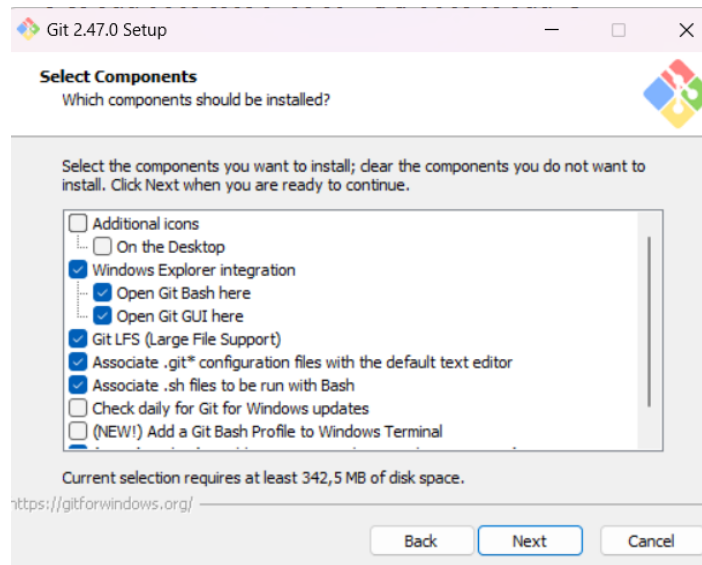 Git 2.47.0 Setup
Select Components
Which components should be installed?
Select the components you want to install; clear the components you do not want to
install. Click Next when you are ready to continue.
Additional icons
On the Desktop
Windows Explorer integration
Open Git Bash here
Open Git GUI here
Git LFS (Large File Support)
Associate .git* configuration files with the default text editor
Associate .sh files to be run with Bash
Check daily for Git for Windows updates
(NEW!) Add a Git Bash Profile to Windows Terminal
Current selection requires at least 342,5 MB of disk space.
https://gitforwindows.org/
Back Next Cancel